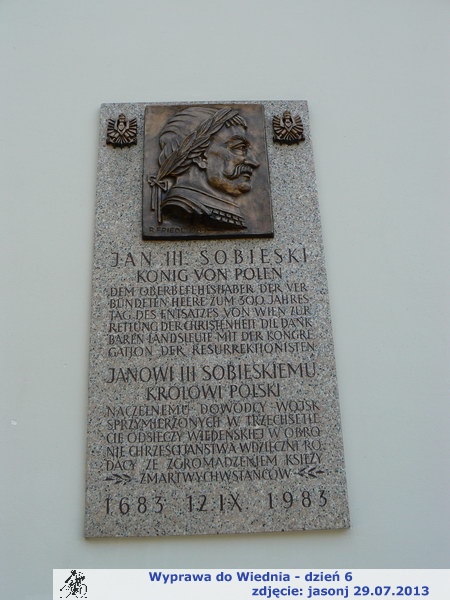 JAN III. SOBIESKI
KÖNIG VON POLEN
DEM OBERBEFEHLSHABER DER VER
BÜNDETEN HEERE ZUM 300 JAHRES
TAG DES ENTSATZES VON WIEN ZUR
RETTUNG DER CHRISTENHEIT DIE DANK
BAREN LANDSLEUTE MIT DER KONGRE
GATION DER RESURREKTIONISTEN
JANOWI III SOBIESKIEMU
KRÓLOWI POLSKI
NACZELNEMU DOWÓDCY WOJSK
SPRZYMIERZONYCH W TRZECHSETLE
CIE ODSIECZY WIEDEŃSKIEJ W OBRO
NIE CHRZEŚCIJAŃSTWA WDZIĘCZNI RO
DACY ZE ZGROMADZENIEM KSIĘŻY
ZMARTWYCHWSTAŃCÓW
1683 12.IX. 1983
Wyprawa do Wiednia - dzień 6
zdjęcie: jasonj 29.07.2013